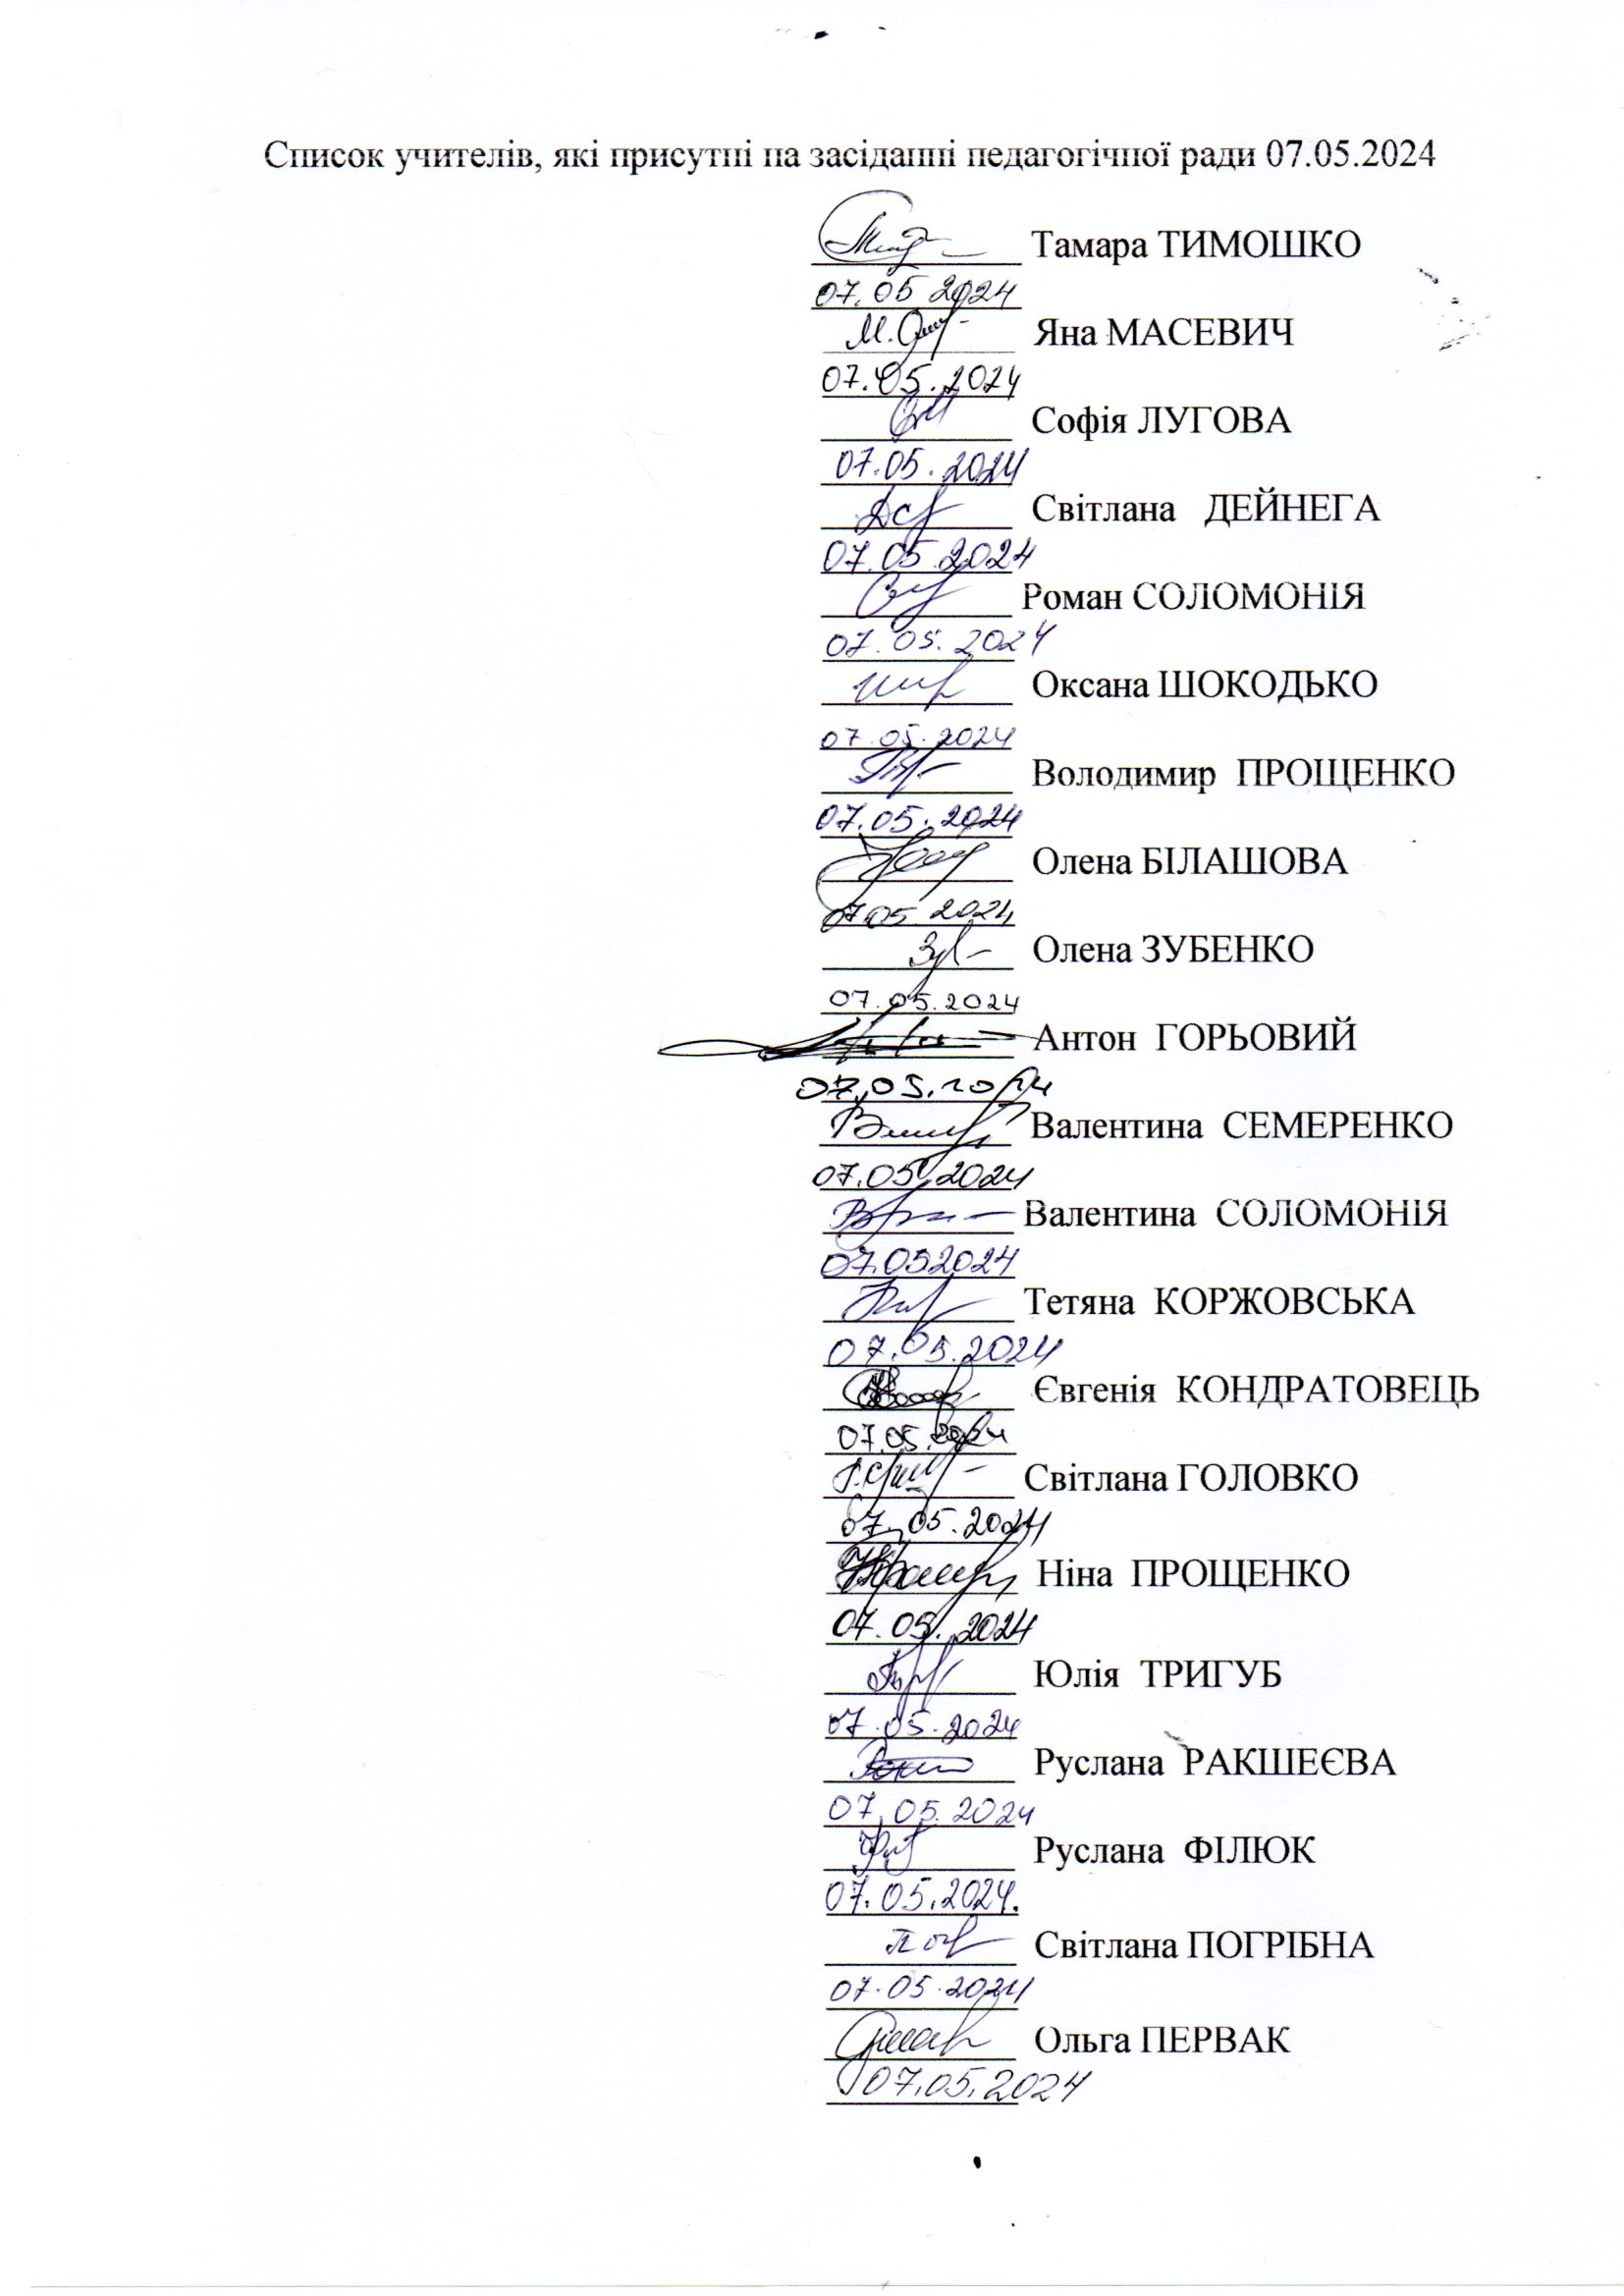 Список учителів, які присутні на засіданні педагогічної ради 07.05.2024
Тамара ТИМОШКО
07.05 2024
Яна МАСЕВИЧ
07.05.2024
Софія ЛУГОВА
07.05.2024
Світлана ДЕЙНЕГА
07.05.2024
Роман СОЛОМОНІЯ
07.05.2024
Оксана ШОКОДЬКО
07.05.2024
Володимир ПРОЩЕНКО
07.05.2024
Олена БІЛАШОВА
07.05 2024
Олена ЗУБЕНКО
07.05.2024
Антон ГОРЬОВИЙ
07.05.2024
Валентина СЕМЕРЕНКО
07.05.2024
Валентина СОЛОМОНІЯ
07.052024
Тетяна КОРЖОВСЬКА
07.05.2024
Євгенія КОНДРАТОВЕЦЬ
07.05.2024
Світлана ГОЛОВКО
07.05.2024
Ніна ПРОЩЕНКО
07.05.2024
Юлія ТРИГУБ
07.05.2024
Руслана РАКШЕЄВА
07.05.2024
Руслана ФІЛЮК
07.05.2024.
Світлана ПОГРІБНА
07.05.2024
Ольга ПЕРВАК
07.05.2024